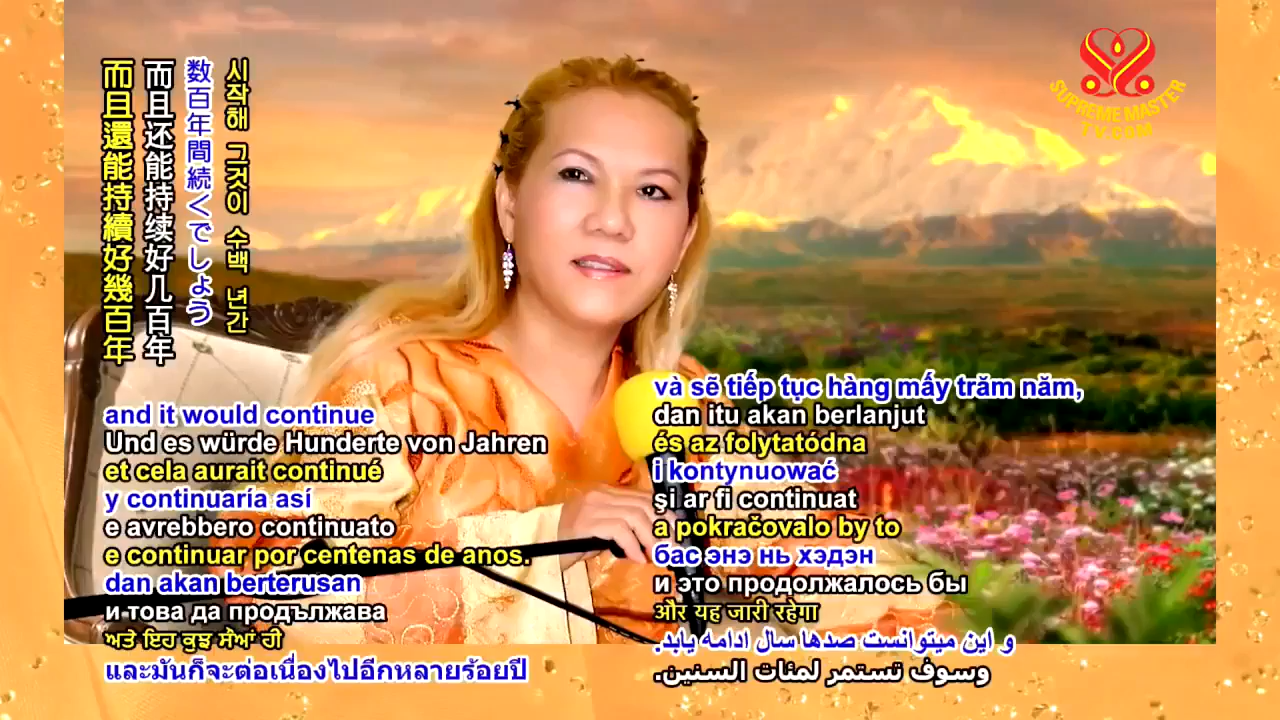 而且還能持續好幾百年
而且还能持续好几百年
数百年間続くでしょう
시작해 그것이 수백 년간
SUPREME MASTER
TV.COM
and it would continue
Und es würde Hunderte von Jahren
et cela aurait continué
y continuaría así
e avrebbero continuato
e continuar por centenas de anos.
dan akan berterusan
и това да продължава
ਅਤੇ ਇਹ ਕੁਝ ਸੌਆਂ ਹੀ
และมันก็จะต่อเนื่องไปอีกหลายร้อยปี
và sẽ tiếp tục hàng mấy trăm năm,
dan itu akan berlanjut
és az folytatódna
i kontynuować
şi ar fi continuat
a pokračovalo by to
бас энэ нь хэдэн
и это продолжалось бы
और यह जारी रहेगा
و این میتوانست صدها سال ادامه یابد.
وسوف تستمر لمئات السنين.